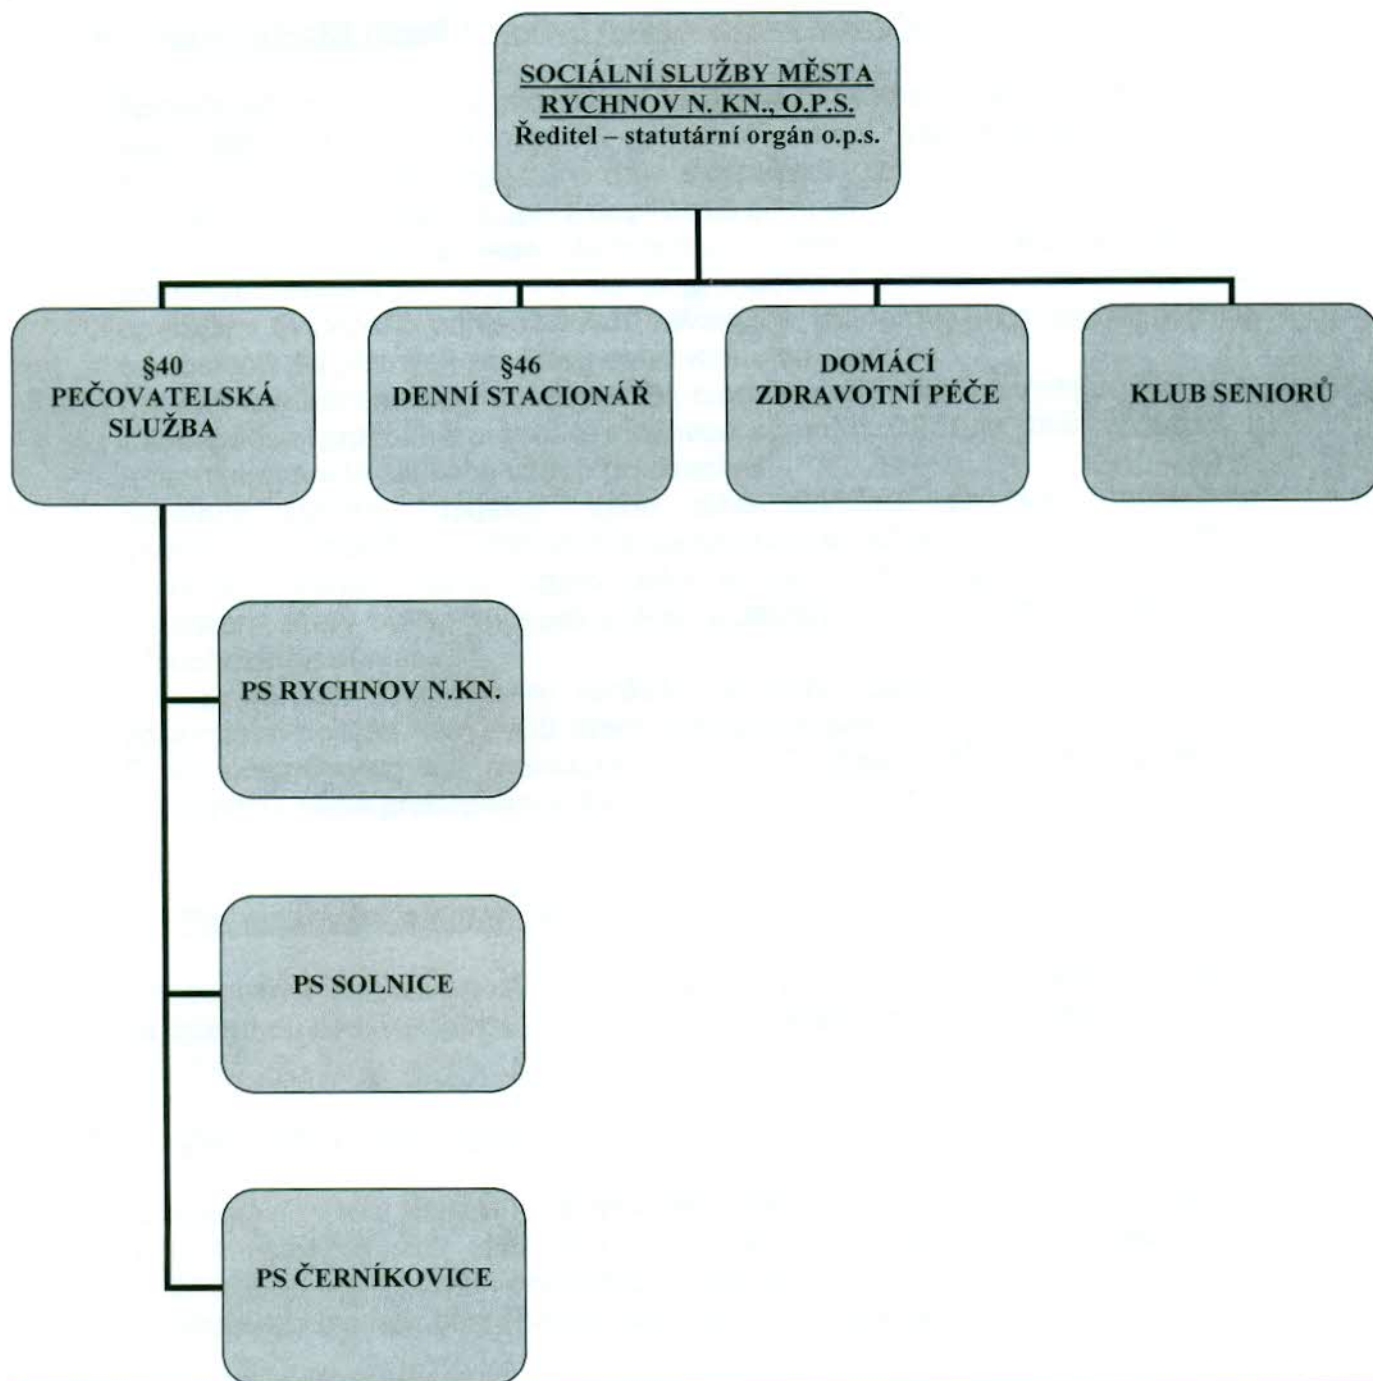 SOCIÁLNÍ SLUŽBY MĚSTA
RYCHNOV N. KN., O.P.S.
Ředitel – statutární orgán o.p.s.
§40
PEČOVATELSKÁ
SLUŽBA
§46
DENNÍ STACIONÁŘ
DOMÁCÍ
ZDRAVOTNÍ PÉČE
KLUB SENIORŮ
PS RYCHNOV N.KN.
PS SOLNICE
PS ČERNÍKOVICE